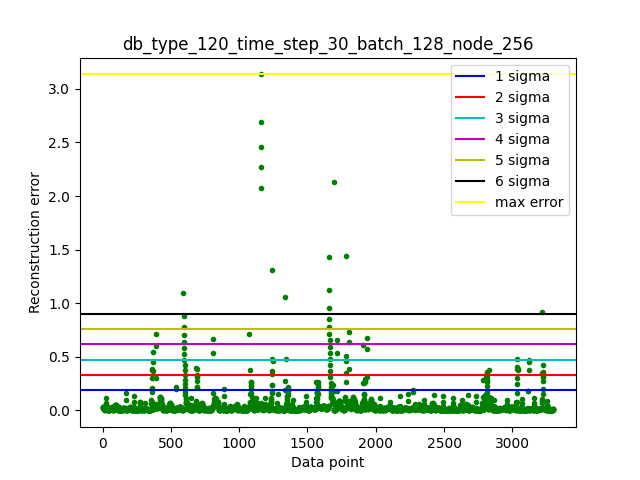 db_type_120_time_step_30_batch_128_node_256
3.0
2.5
2.0
1.5
1.0
0.5
0.0
Reconstruction error
1 sigma
2 sigma
3 sigma
4 sigma
5 sigma
6 sigma
max error
0 500 1000 1500 2000 2500 3000
Data point